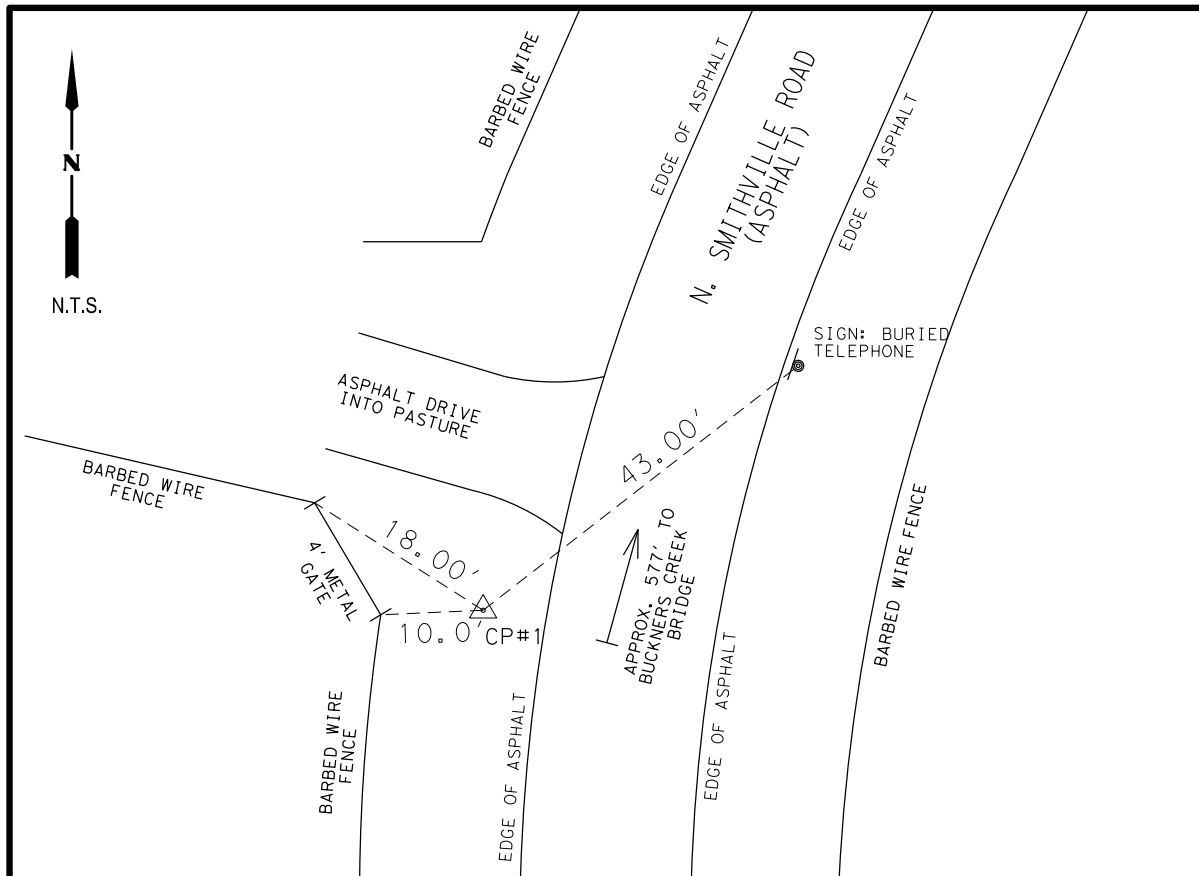 BARBED WIRE
FENCE
EDGE OF ASPHALT
N. SMITHVILLE ROAD
(ASPHALT)
EDGE OF ASPHALT
N
N.T.S.
SIGN: BURIED
TELEPHONE
ASPHALT DRIVE
INTO PASTURE
43.00'
BARBED WIRE
FENCE
18.00'
4' METAL
GATE
10.0'
CP#1
APPROX. 577' TO
BUCKNERS CREEK
BRIDGE
BARBED WIRE FENCE
BARBED WIRE
FENCE
EDGE OF ASPHALT
EDGE OF ASPHALT